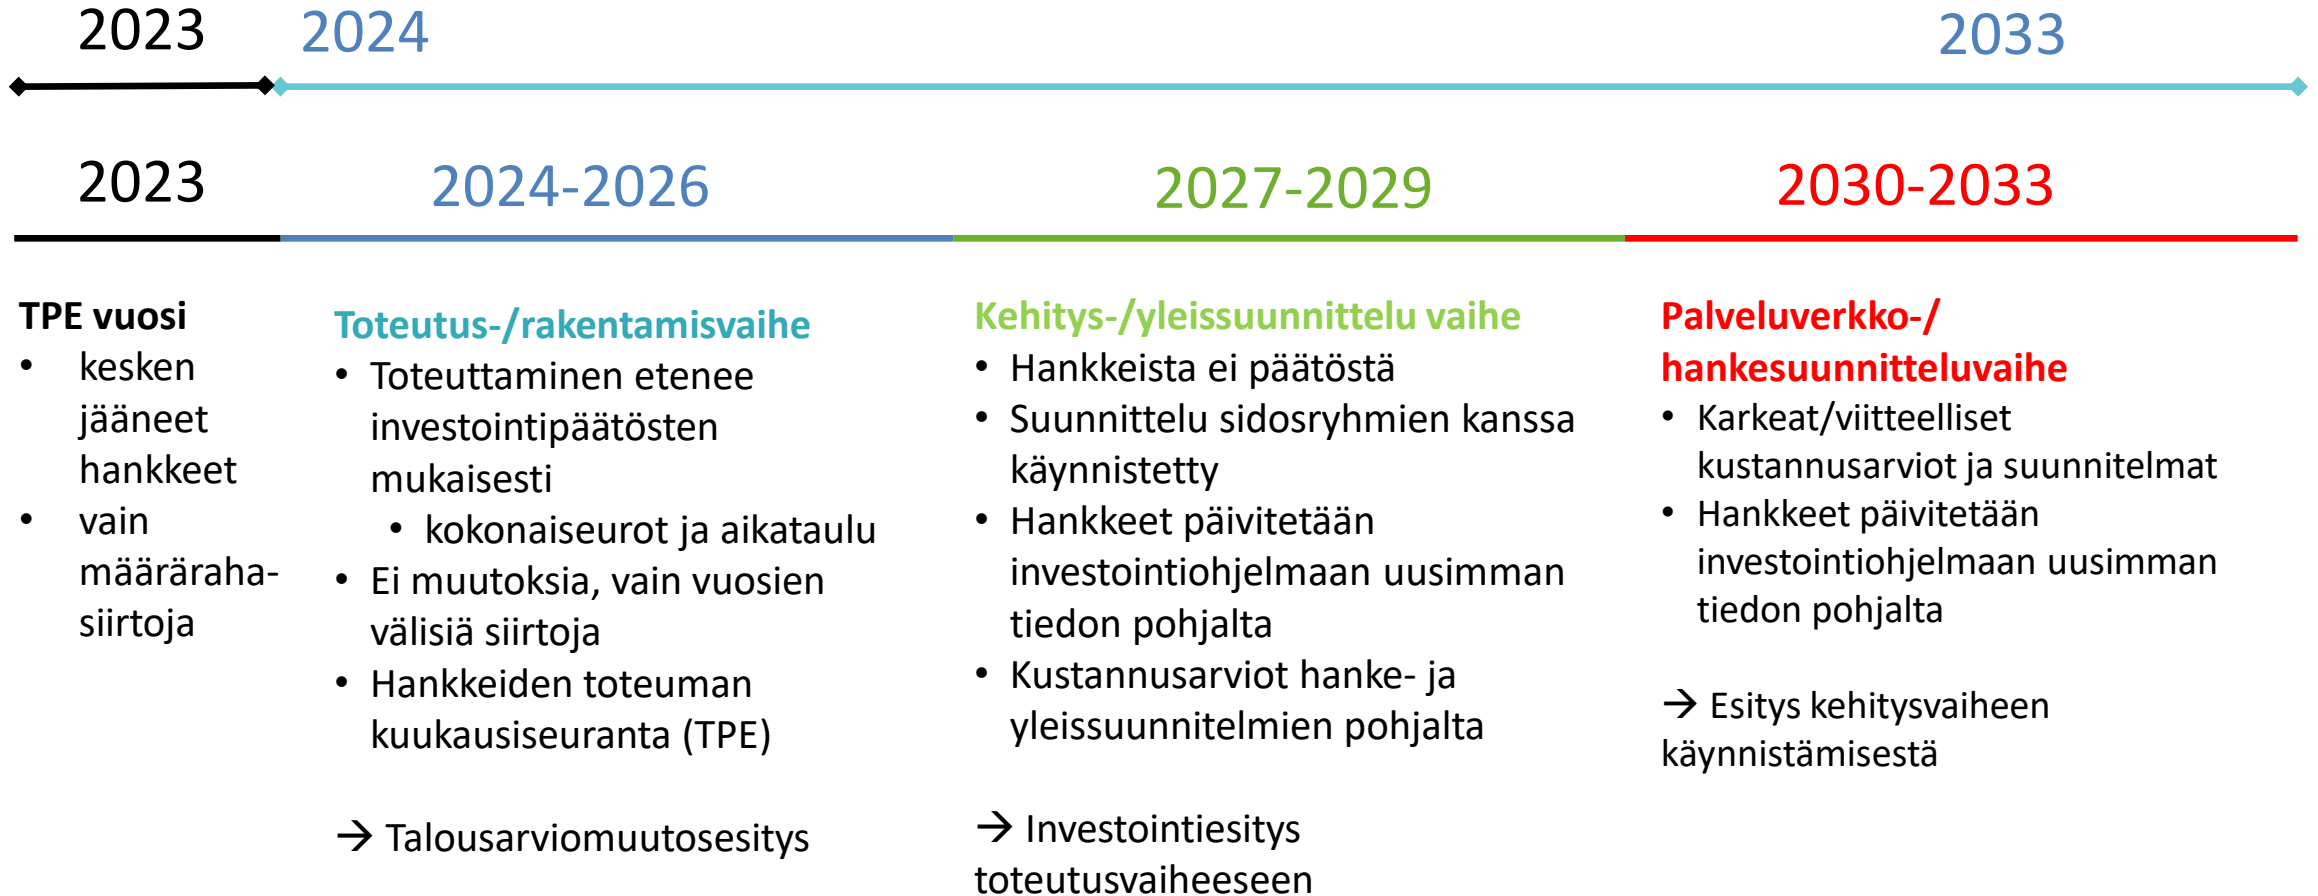 2023
2024
2033
2023
2024-2026
2027-2029
2030-2033
TPE vuosi
• kesken
jääneet
hankkeet
• vain
määräraha-
siirtoja
Toteutus-/rakentamisvaihe
• Toteuttaminen etenee
investointipäätösten
mukaisesti
• kokonaiseurot ja aikataulu
• Ei muutoksia, vain vuosien
välisiä siirtoja
• Hankkeiden toteuman
kuukausiseuranta (TPE)
→ Talousarviomuutosesitys
Kehitys-/yleissuunnittelu vaihe
• Hankkeista ei päätöstä
• Suunnittelu sidosryhmien kanssa
käynnistetty
• Hankkeet päivitetään
investointiohjelmaan uusimman
tiedon pohjalta
• Kustannusarviot hanke- ja
yleissuunnitelmien pohjalta
→ Investointiesitys
toteutusvaiheeseen
Palveluverkko-/
hankesuunnitteluvaihe
• Karkeat/viitteelliset
kustannusarviot ja suunnitelmat
• Hankkeet päivitetään
investointiohjelmaan uusimman
tiedon pohjalta
→ Esitys kehitysvaiheen
käynnistämisestä